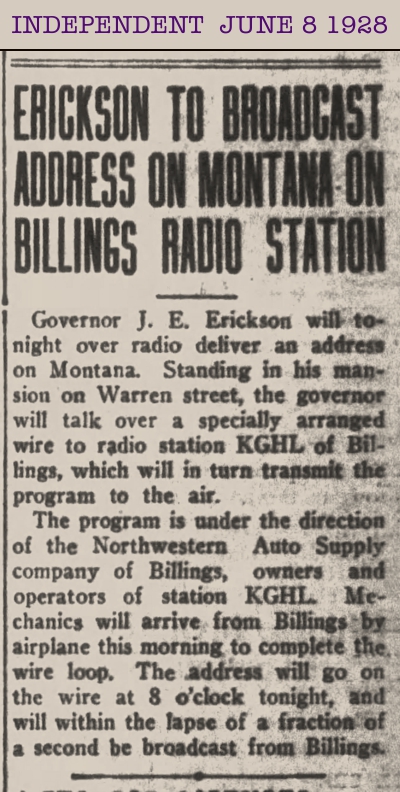 INDEPENDENT JUNE 8 1928
ERICKSON TO BROADCAST
ADDRESS ON MONTANA ON
BILLINGS RADIO STATION
Governor J. E. Erickson will to-
night over radio deliver an address
on Montana. Standing in his man-
sion on Warren street, the governor
will talk over a specially arranged
wire to radio station KGHL of Bil-
lings, which will in turn transmit the
program to the air.
The program is under the direction
of the Northwestern Auto Supply
company of Billings, owners and
operators of station KGHL. Me-
chanics will arrive from Billings by
airplane this morning to complete the
wire loop. The address will go on
the wire at 8 o'clock tonight, and
will within the lapse of a fraction of
a second be broadcast from Billings.